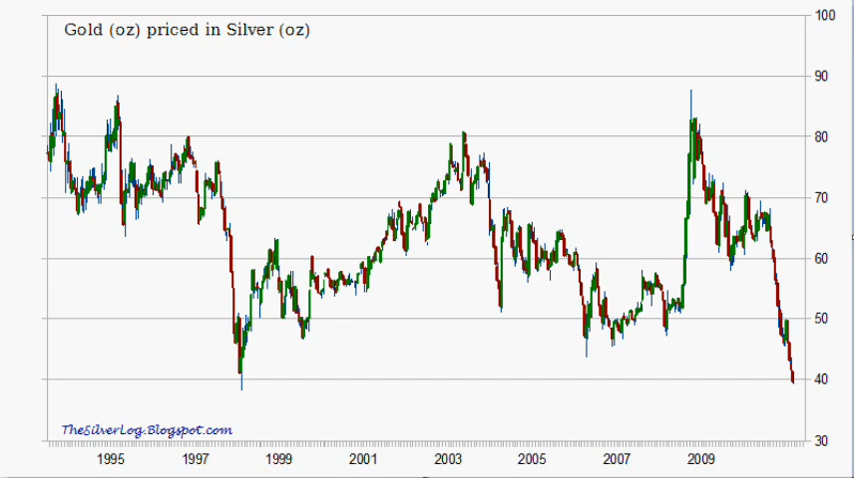 Gold (oz) priced in Silver (oz)
100
90
80
70
60
50
40
30
TheSilverLog.Blogspot.com
1995 1997 1999 2001 2003 2005 2007 2009